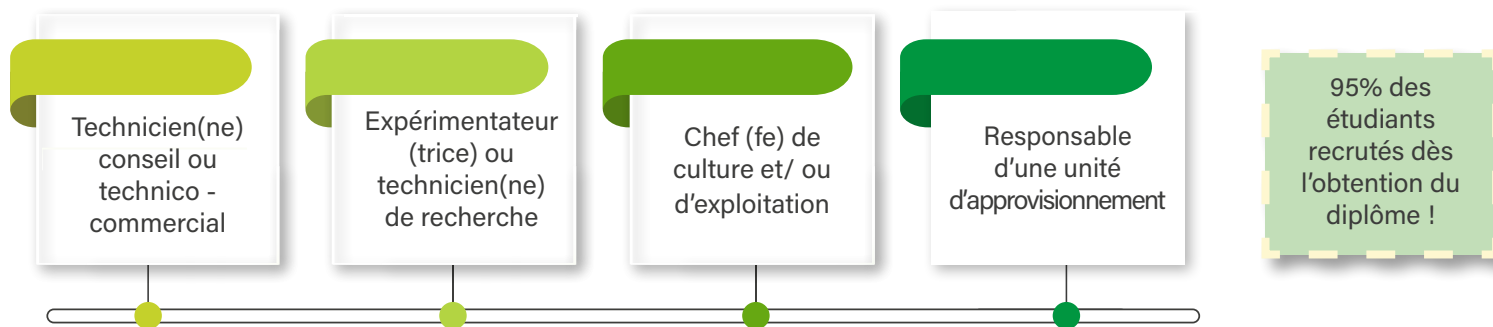 Technicien(ne)
conseil ou
technico -
commercial
Expérimentateur
(trice) ou
technicien(ne)
de recherche
Chef (fe) de
culture et/ ou
d'exploitation
Responsable
d'une unité
d'approvisionnement
95% des
étudiants
recrutés dès
l'obtention du
diplôme !